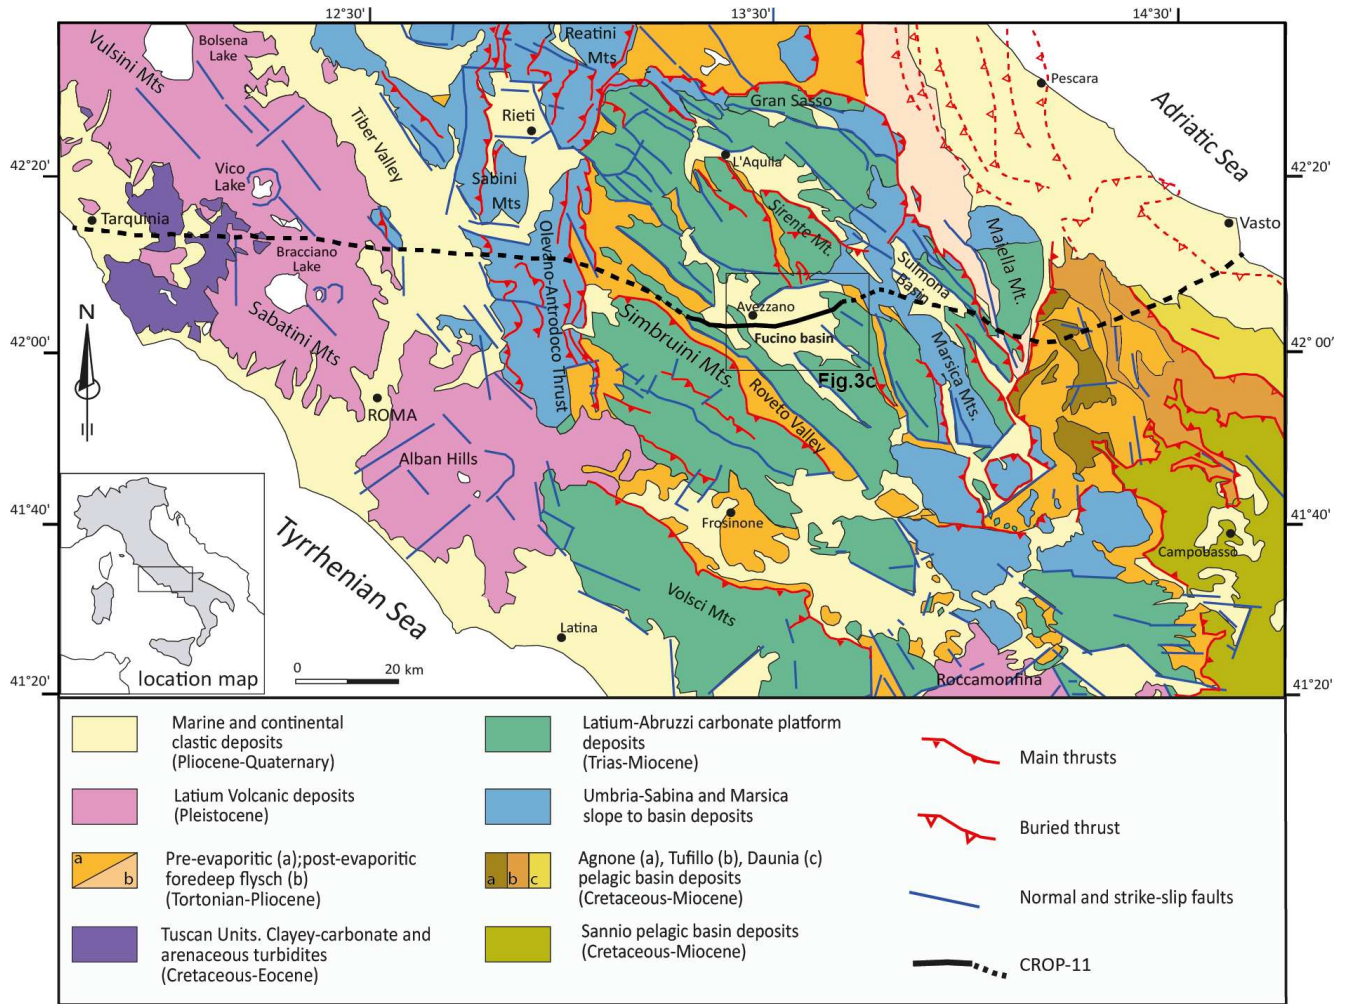 12°30'
13°30'
14°30'
Vulsini Mts
Bolsena
Lake
Reatini
Mts
Pescara
Gran Sasso
Adriatic Sea
Tiber Valley
Rieti
L'Aquila
42°20'
42°20'
Vico
Lake
Sabini
Mts
Sirente Mt.
Tarquinia
Vasto
Olevano-Antrodoco Thrust
Maiella Mt.
Bracciano
Lake
Sulmona
Basin
Avezzano
Sabatini Mts
Simbruini Mts.
Fucino basin
N
42°00'
42° 00'
Marsica Mts.
Fig.3c
Roveto Valley
ROMA
Alban Hills
41°40'
41°40'
Frosinone
Campobasso
Tyrrhenian Sea
Volsci Mts
Latina
0
20 km
location map
Roccamonfina
41°20'
41°20'
Marine and continental
clastic deposits
(Pliocene-Quaternary)
Latium Volcanic deposits
(Pleistocene)
a
b
Pre-evaporitic (a);post-evaporitic
foredeep flysch (b)
(Tortonian-Pliocene)
Tuscan Units. Clayey-carbonate and
arenaceous turbidites
(Cretaceous-Eocene)
Latium-Abruzzi carbonate platform
deposits
(Trias-Miocene)
Umbria-Sabina and Marsica
slope to basin deposits
a b c
Agnone (a), Tufillo (b), Daunia (c)
pelagic basin deposits
(Cretaceous-Miocene)
Sannio pelagic basin deposits
(Cretaceous-Miocene)
Main thrusts
Buried thrust
Normal and strike-slip faults
CROP-11